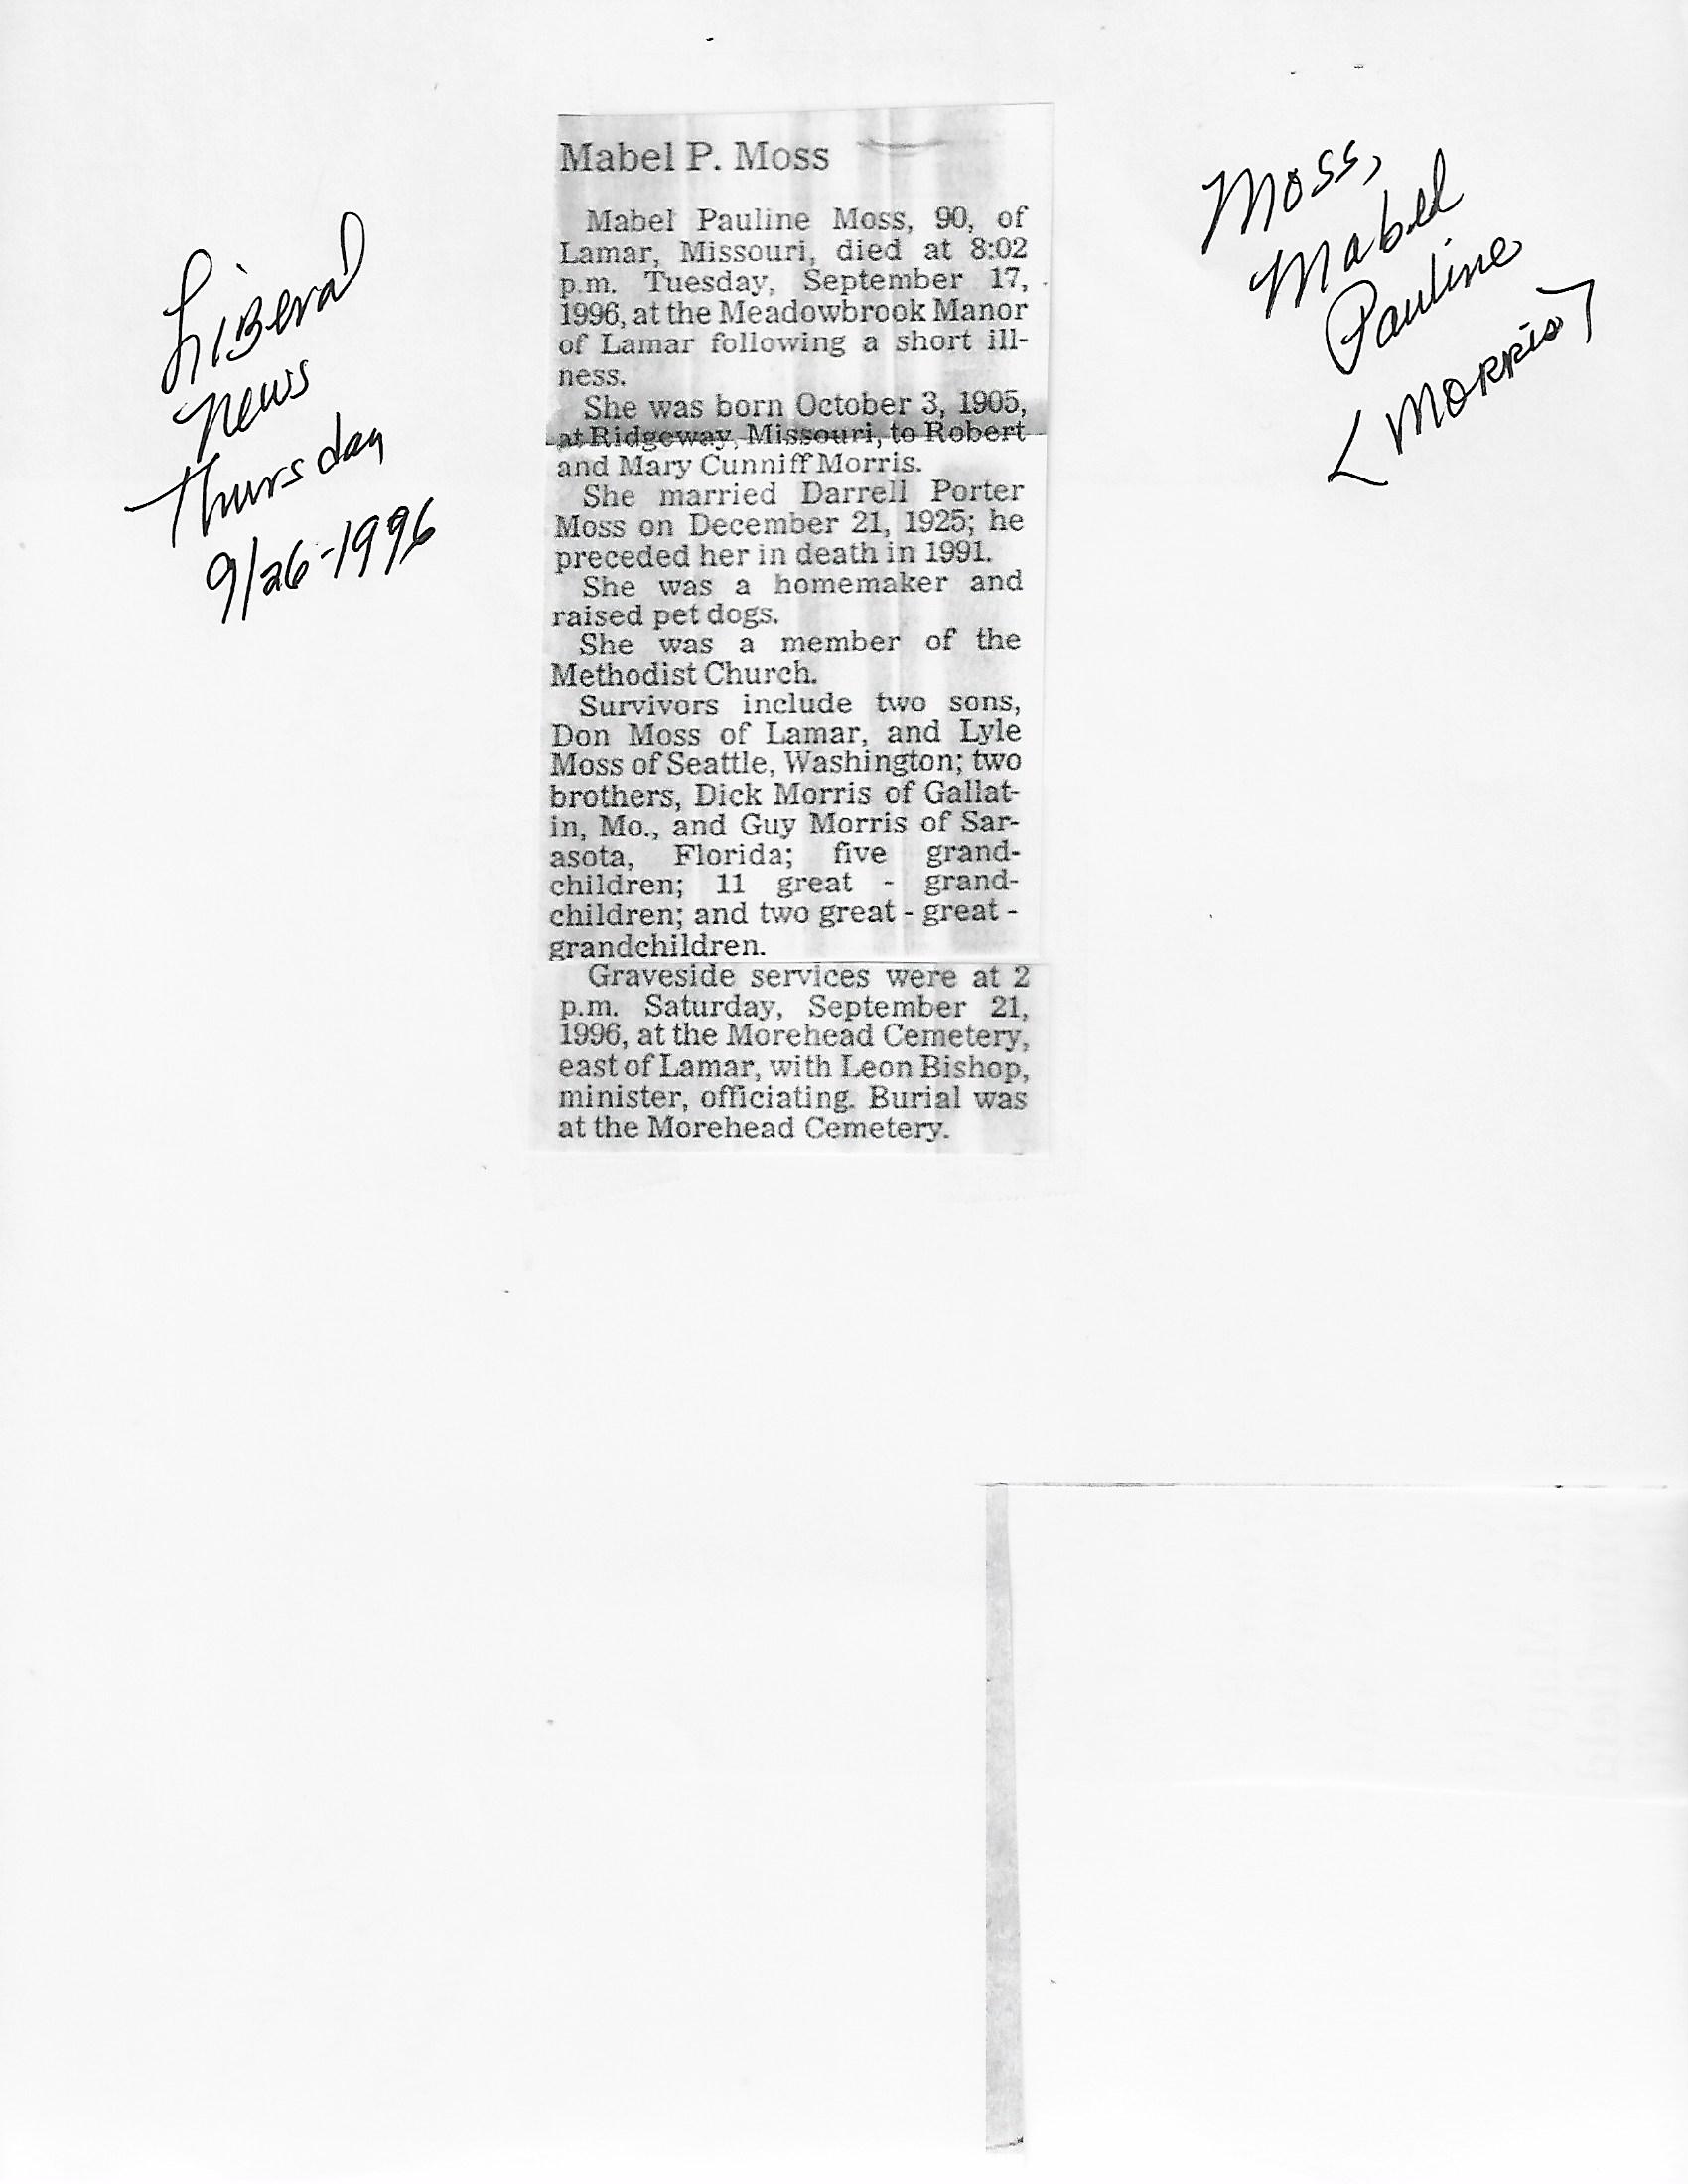 Liberal
News
Thursday
9/26-1996
Mabel P. Moss
Mabel Pauline Moss, 90, of
Lamar, Missouri, died at 8:02
p.m. Tuesday, September 17,
1996, at the Meadowbrook Manor
of Lamar following a short ill-
ness.
She was born October 3, 1905,
at Ridgeway, Missouri, to Robert
and Mary Cunniff Morris.
She married Darrell Porter
Moss on December 21, 1925; he
preceded her in death in 1991.
She was a homemaker and
raised pet dogs.
She was a member of the
Methodist Church.
Survivors include two sons,
Don Moss of Lamar, and Lyle
Moss of Seattle, Washington; two
brothers, Dick Morris of Gallat-
in, Mo., and Guy Morris of Sar-
asota, Florida; five grand-
children; 11 great - grand-
children; and two great - great -
grandchildren.
Graveside services were at 2
p.m. Saturday, September 21,
1996, at the Morehead Cemetery,
east of Lamar, with Leon Bishop,
minister, officiating. Burial was
at the Morehead Cemetery.
Moss,
Mabel
Pauline
<Morris>